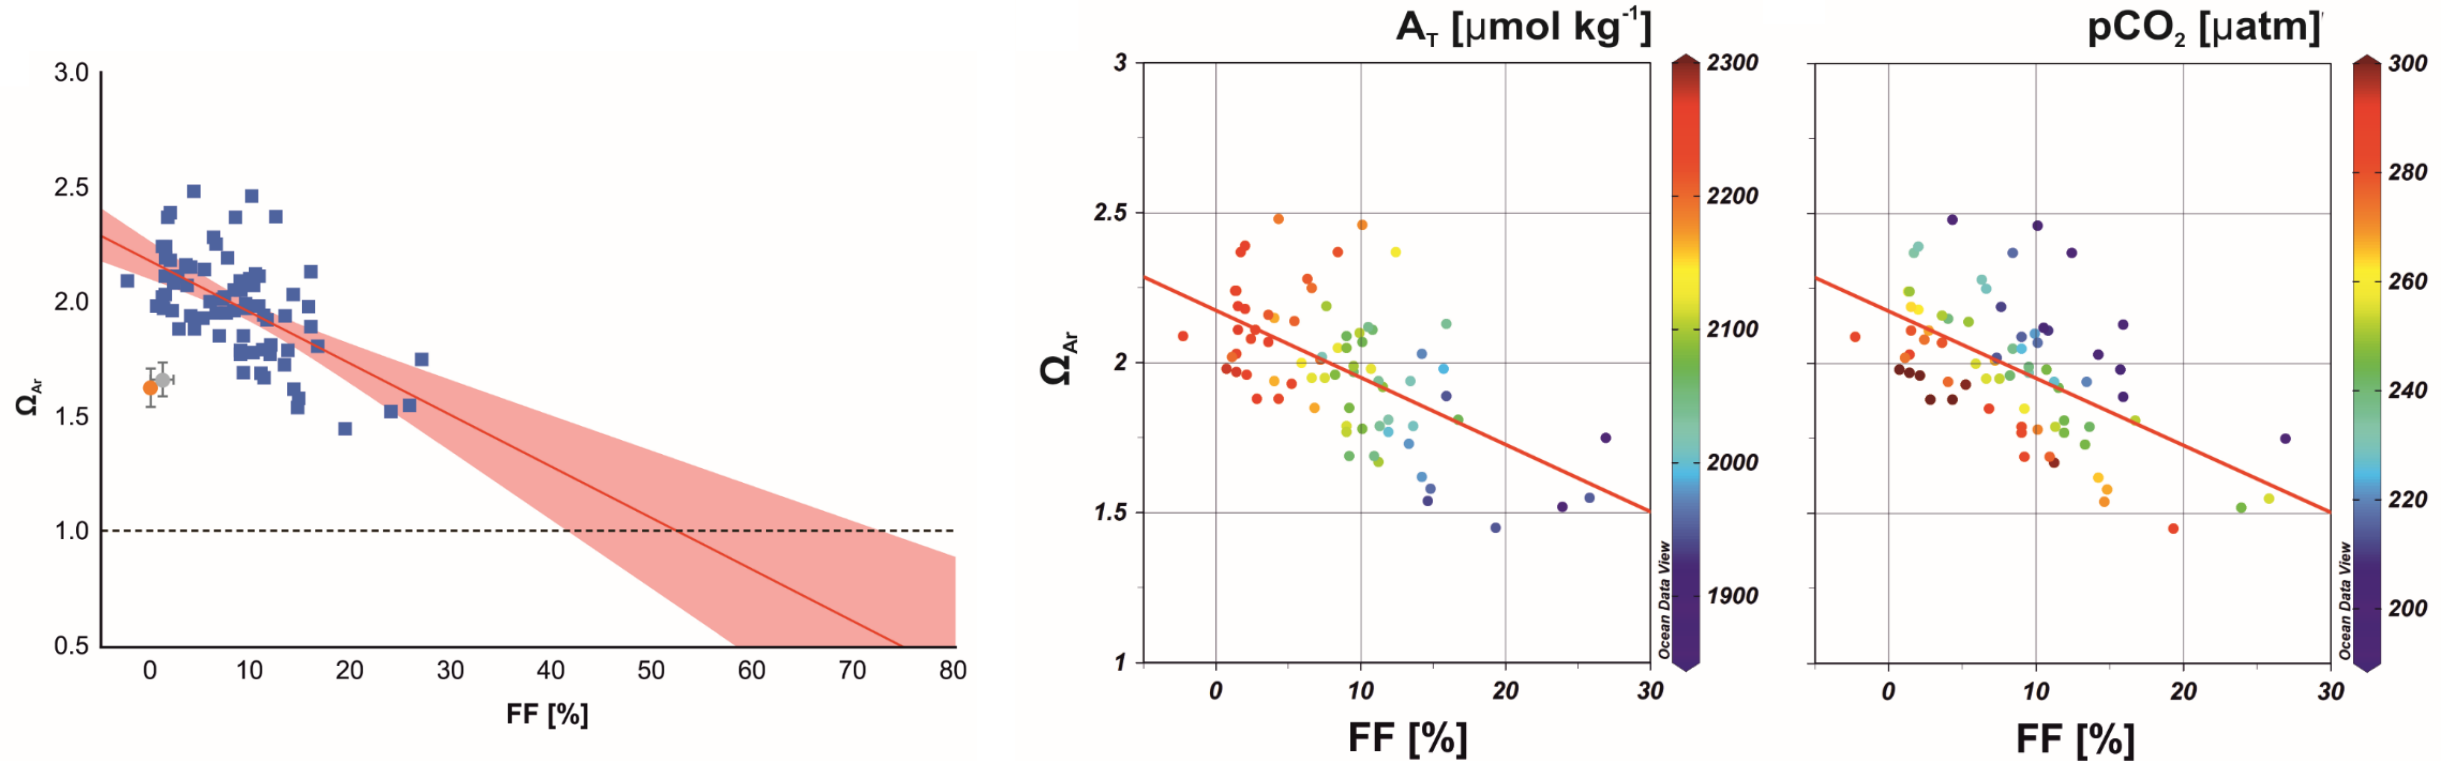 3.0
2.5
2.0
1.5
1.0
0.5
Ω_Ar
0 10 20 30 40 50 60 70 80
FF [%]
A_T [μmol kg⁻¹]
3
2.5
2
1.5
1
Ω_Ar
0 10 20 30
FF [%]
2300
2200
2100
2000
1900
Ocean Data View
pCO₂ [μatm]
0 10 20 30
FF [%]
300
280
260
240
220
200
Ocean Data View